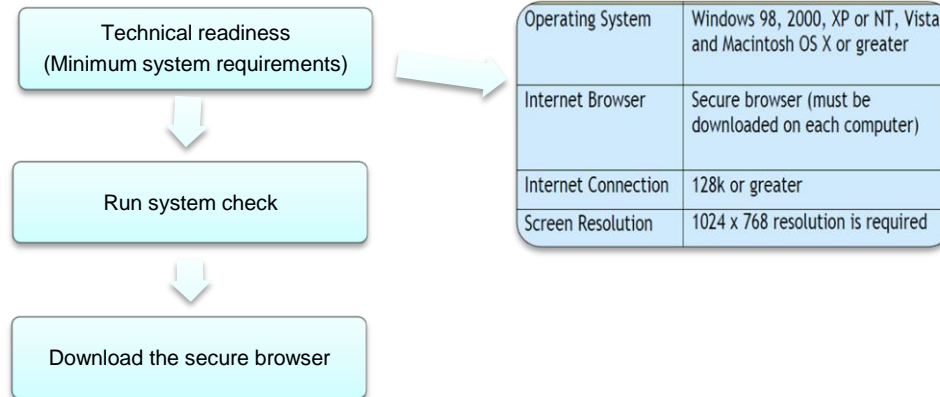 Technical readiness
(Minimum system requirements)
Run system check
Download the secure browser
Operating System
Windows 98, 2000, XP or NT, Vista
and Macintosh OS X or greater
Internet Browser
Secure browser (must be
downloaded on each computer)
Internet Connection
128k or greater
Screen Resolution
1024 x 768 resolution is required